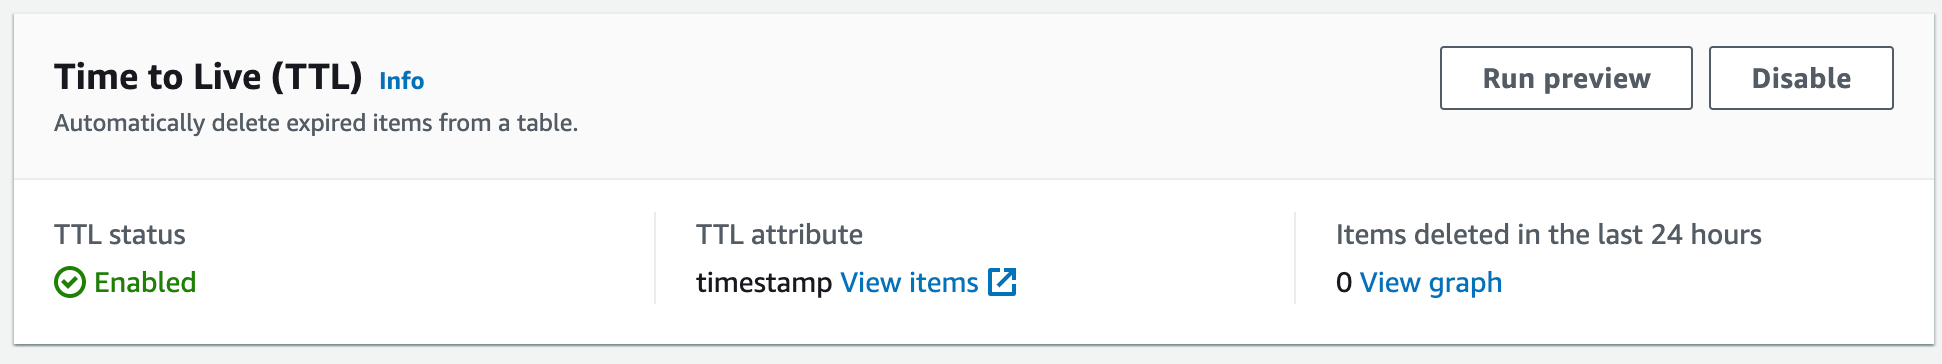 Time to Live (TTL) Info
Automatically delete expired items from a table.
Run preview
Disable
TTL status
Enabled
TTL attribute
timestamp View items
Items deleted in the last 24 hours
0 View graph